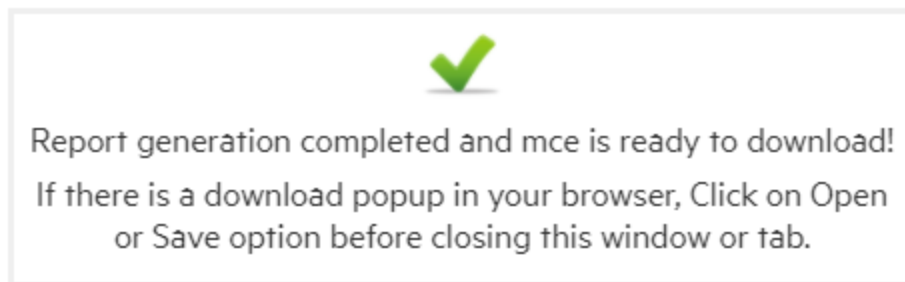 Report generation completed and mce is ready to download!
If there is a download popup in your browser, Click on Open
or Save option before closing this window or tab.